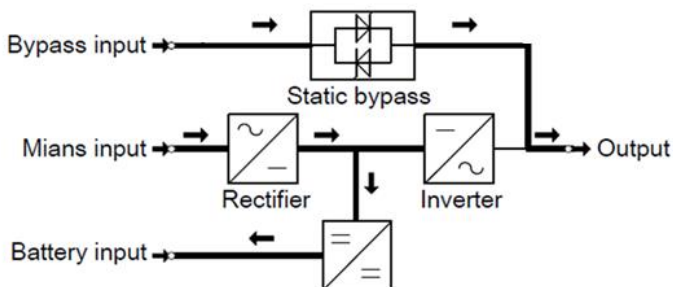 Bypass input
Static bypass
Mians input
Output
Rectifier
Inverter
Battery input